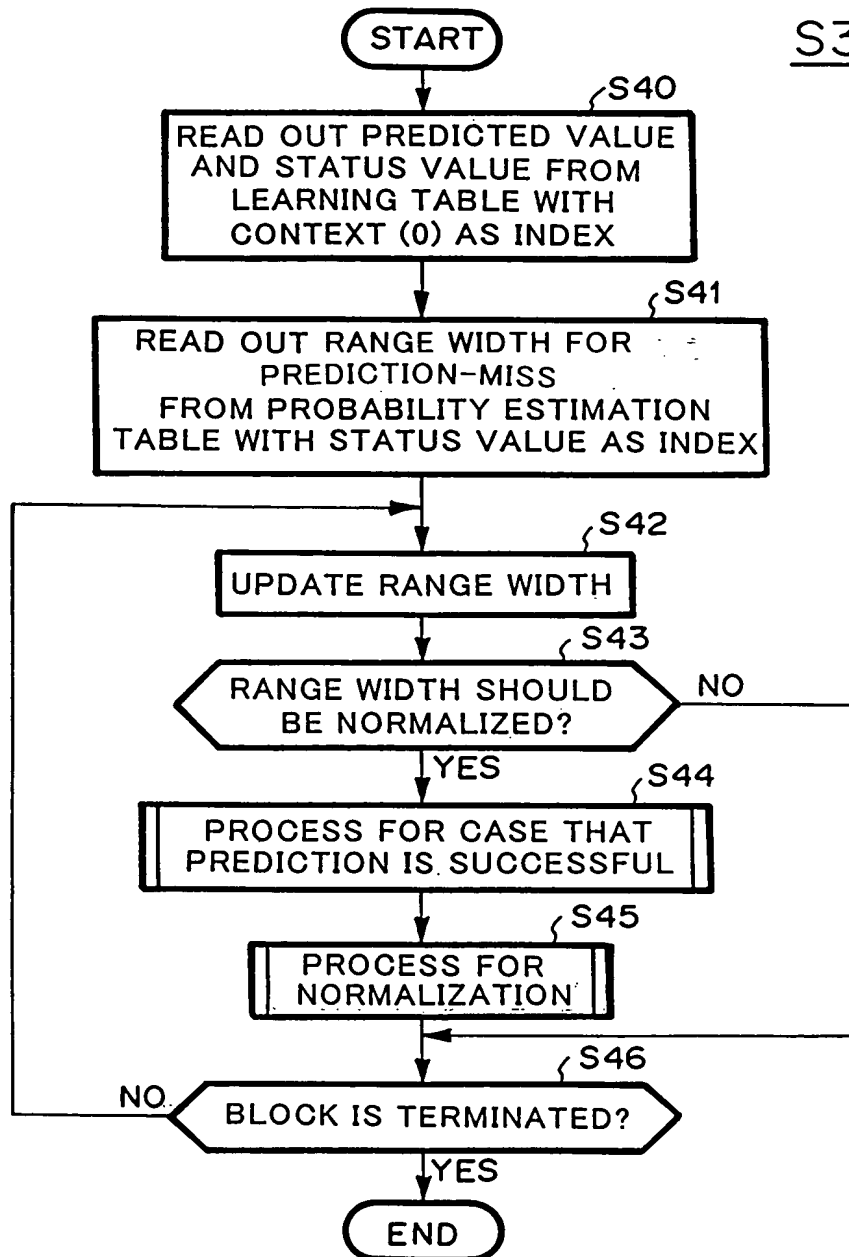 START
S3
S40
READ OUT PREDICTED VALUE
AND STATUS VALUE FROM
LEARNING TABLE WITH
CONTEXT (0) AS INDEX
S41
READ OUT RANGE WIDTH FOR
PREDICTION-MISS
FROM PROBABILITY ESTIMATION
TABLE WITH STATUS VALUE AS INDEX
S42
UPDATE RANGE WIDTH
S43
RANGE WIDTH SHOULD
BE NORMALIZED?
NO
YES
S44
PROCESS FOR CASE THAT
PREDICTION IS SUCCESSFUL
S45
PROCESS FOR
NORMALIZATION
S46
NO
BLOCK IS TERMINATED?
YES
END